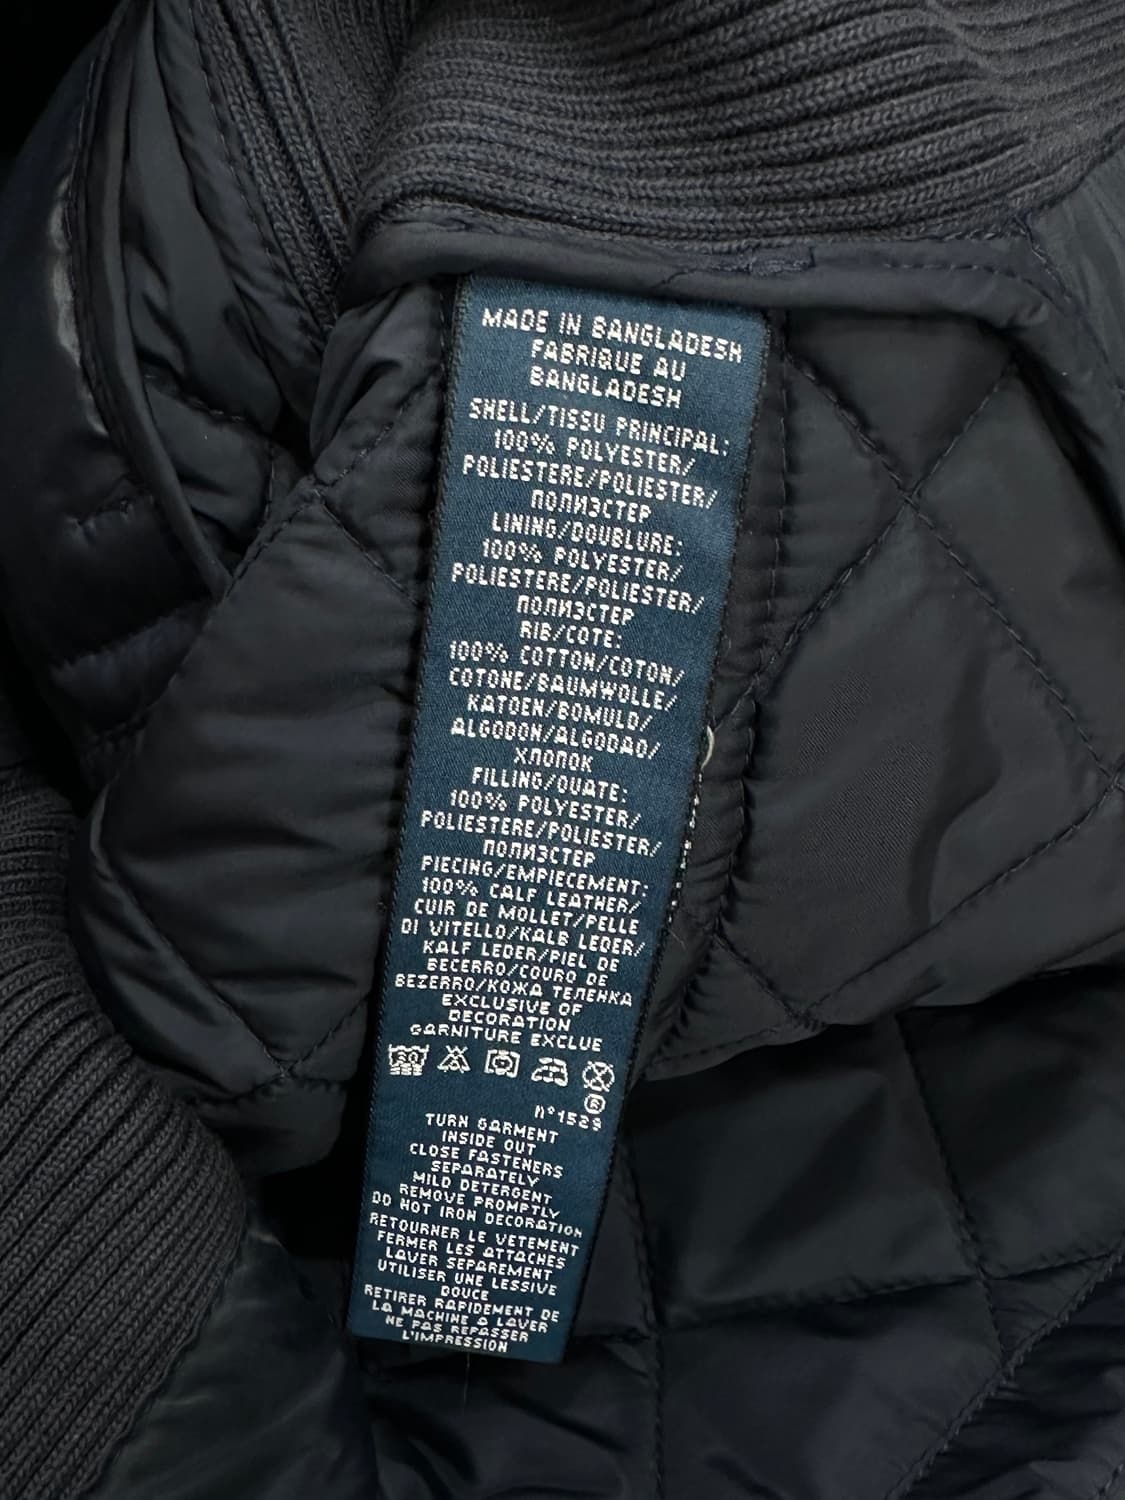 MADE IN BANGLADESH
FABRIQUE AU
BANGLADESH
SHELL/TISSU PRINCIPAL:
100% POLYESTER/
POLIESTERE/POLIESTER/
ПОЛИЭСТЕР
LINING/DOUBLURE:
100% POLYESTER/
POLIESTERE/POLIESTER/
ПОЛИЭСТЕР
RIB/COTE:
100% COTTON/COTON/
COTONE/BAUMWOLLE/
KATOEN/BOMULD/
ALGODON/ALGODAO/
ХЛОПОК
FILLING/OUATE:
100% POLYESTER/
POLIESTERE/POLIESTER/
ПОЛИЭСТЕР
PIECING/EMPIECEMENT:
100% CALF LEATHER/
CUIR DE MOLLET/PELLE
DI VITELLO/KALB LEDER/
KALF LEDER/PIEL DE
BECERRO/COURO DE
BEZERRO/КОЖА ТЕЛЕНКА
EXCLUSIVE OF
DECORATION
GARNITURE EXCLUE
30
®
n°1529
TURN GARMENT
INSIDE OUT
CLOSE FASTENERS
SEPARATELY
MILD DETERGENT
REMOVE PROMPTLY
DO NOT IRON DECORATION
RETOURNER LE VETEMENT
FERMER LES ATTACHES
LAVER SEPAREMENT
UTILISER UNE LESSIVE
DOUCE
RETIRER RAPIDEMENT DE
LA MACHINE A LAVER
NE PAS REPASSER
L'IMPRESSION